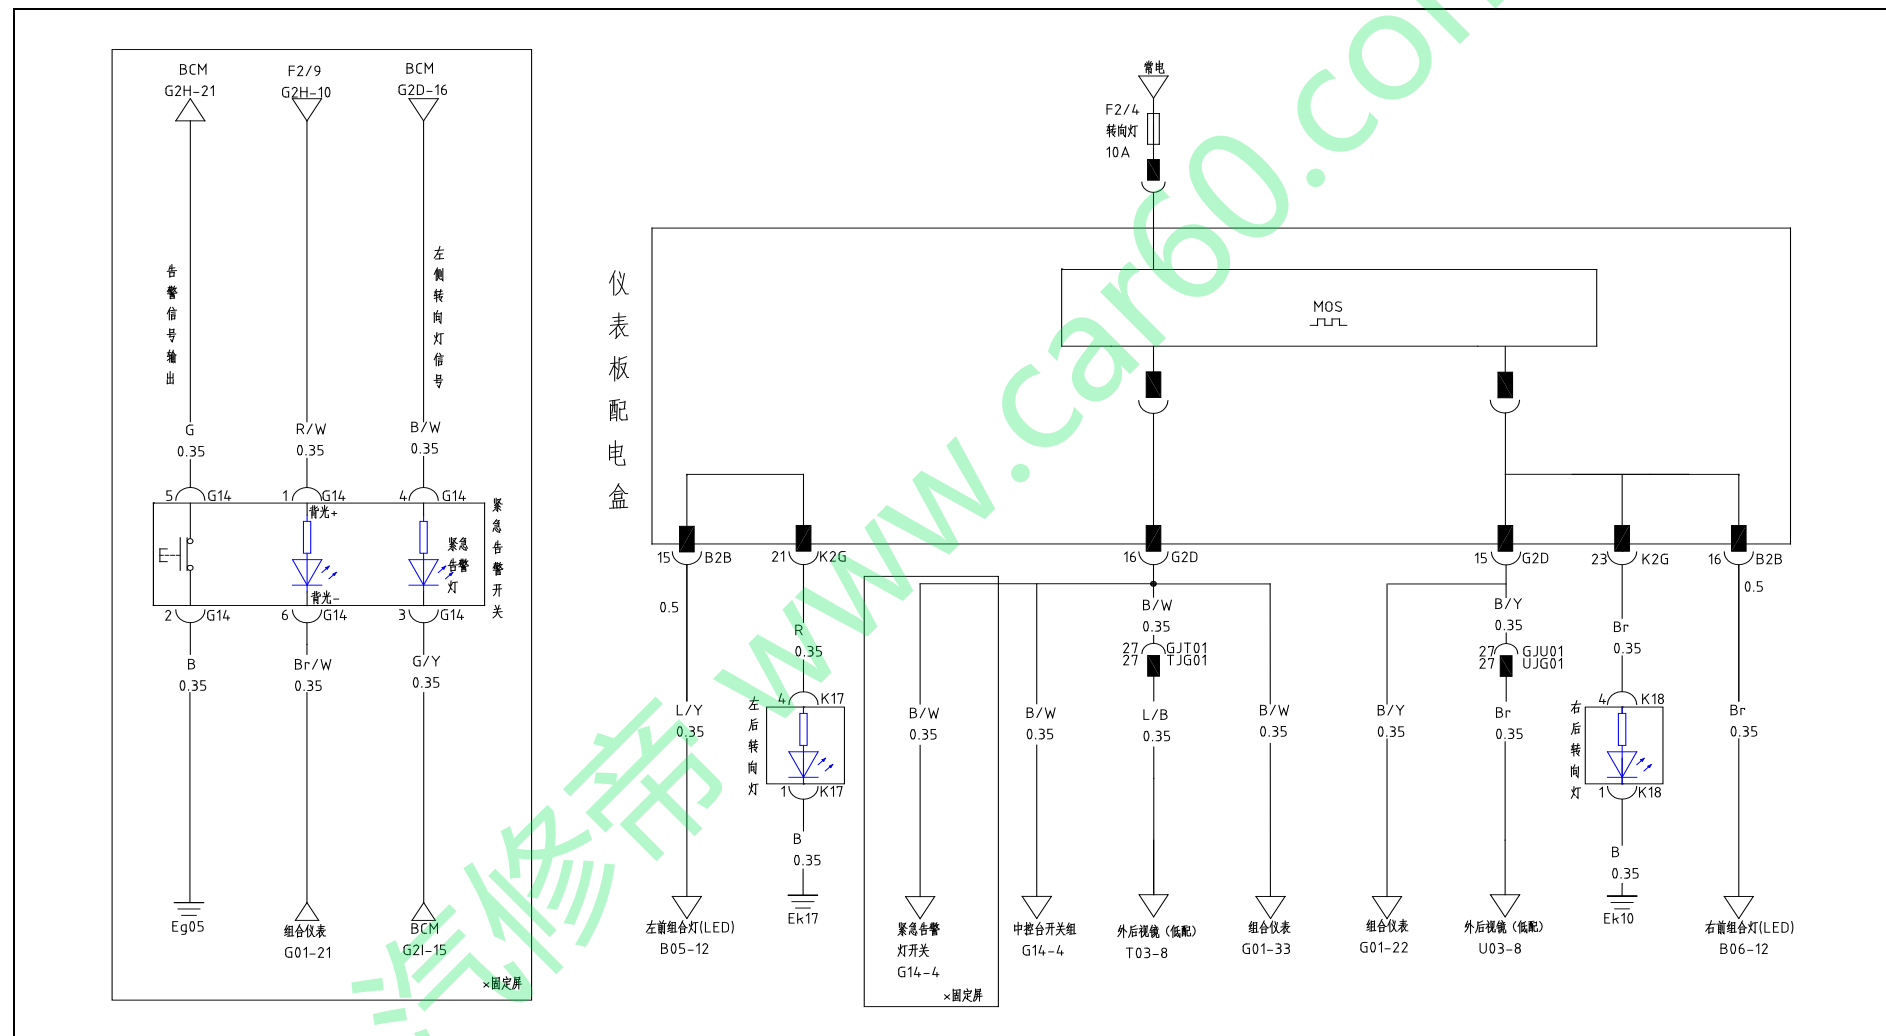 BCM
G2H-21
F2/9
G2H-10
BCM
G2D-16
告警信号输出
左侧转向灯信号
G
0.35
R/W
0.35
B/W
0.35
5 G14
1 G14
4 G14
背光+
背光-
紧急
告警
灯
紧急告警开关
2 G14
6 G14
3 G14
B
0.35
Br/W
0.35
G/Y
0.35
Eg05
组合仪表
G01-21
BCM
G2I-15
×固定屏
常电
F2/4
转向灯
10A
仪表板配电盒
MOS
15 B2B
21 K2G
16 G2D
15 G2D
23 K2G
16 B2B
0.5
R
0.35
B/W
0.35
27 GJT01
27 TJG01
B/Y
0.35
27 GJU01
27 UJG01
Br
0.35
0.5
L/Y
0.35
左后转向灯
4 K17
1 K17
B
0.35
Ek17
B/W
0.35
B/W
0.35
L/B
0.35
B/W
0.35
B/Y
0.35
Br
0.35
右后转向灯
4 K18
1 K18
B
0.35
Ek10
Br
0.35
左前组合灯(LED)
B05-12
紧急告警
灯开关
G14-4
×固定屏
中控台开关组
G14-4
外后视镜（低配）
T03-8
组合仪表
G01-33
组合仪表
G01-22
外后视镜（低配）
U03-8
右前组合灯(LED)
B06-12
汽修帝 www.car60.com